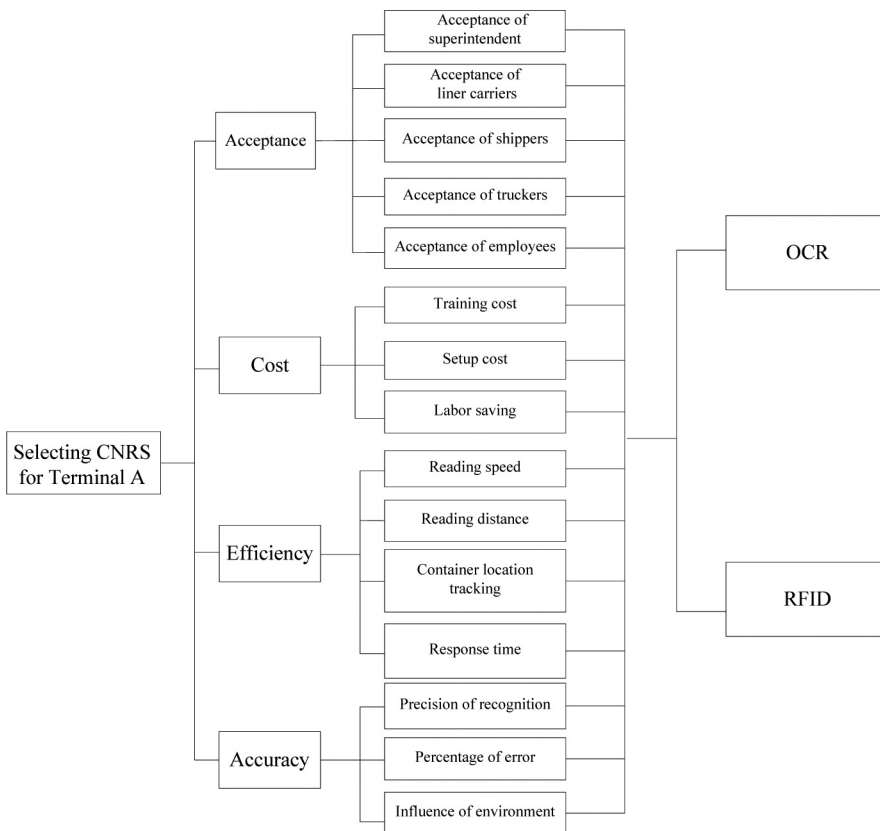 Selecting CNRS
for Terminal A
Acceptance
Acceptance of
superintendent
Acceptance of
liner carriers
Acceptance of shippers
Acceptance of truckers
Acceptance of employees
Cost
Training cost
Setup cost
Labor saving
Efficiency
Reading speed
Reading distance
Container location
tracking
Response time
Accuracy
Precision of recognition
Percentage of error
Influence of environment
OCR
RFID